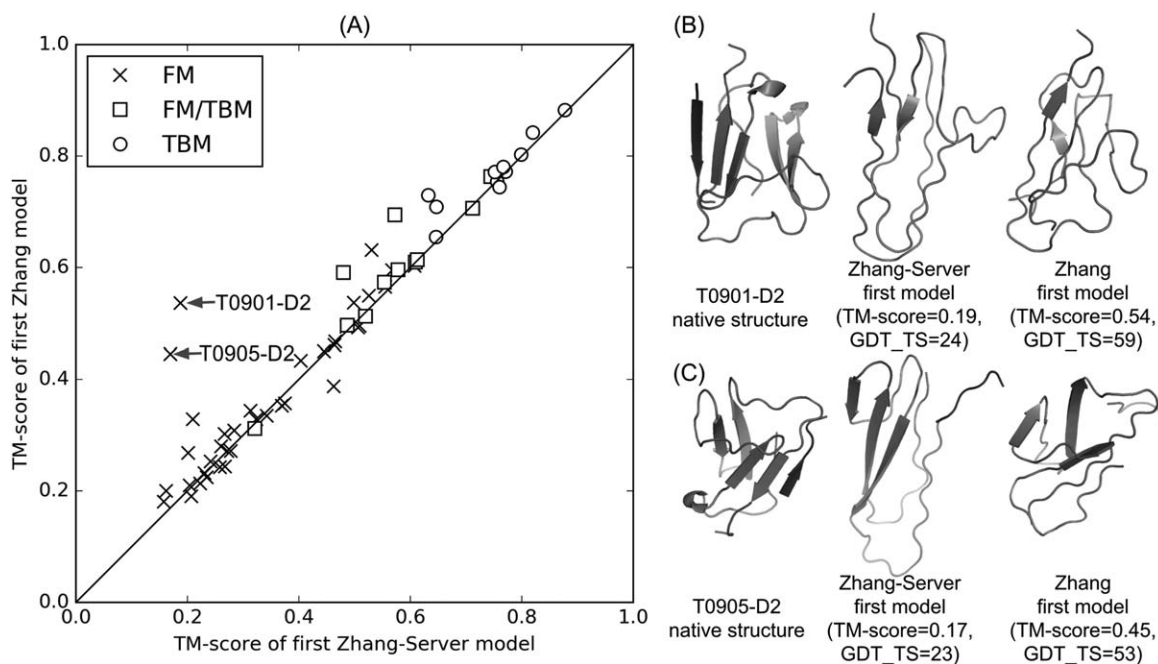 (A)
TM-score of first Zhang model
1.0
0.8
0.6
0.4
0.2
0.0
FM
FM/TBM
TBM
T0901-D2
T0905-D2
0.0 0.2 0.4 0.6 0.8 1.0
TM-score of first Zhang-Server model
(B)
T0901-D2
native structure
Zhang-Server
first model
(TM-score=0.19,
GDT_TS=24)
Zhang
first model
(TM-score=0.54,
GDT_TS=59)
(C)
T0905-D2
native structure
Zhang-Server
first model
(TM-score=0.17,
GDT_TS=23)
Zhang
first model
(TM-score=0.45,
GDT_TS=53)